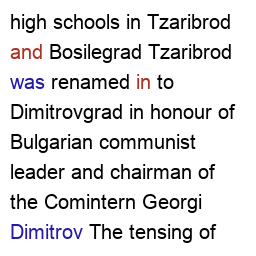 high schools in Tzaribrod
and Bosilegrad Tzaribrod
was renamed in to
Dimitrovgrad in honour of
Bulgarian communist
leader and chairman of
the Comintern Georgi
Dimitrov The tensing of